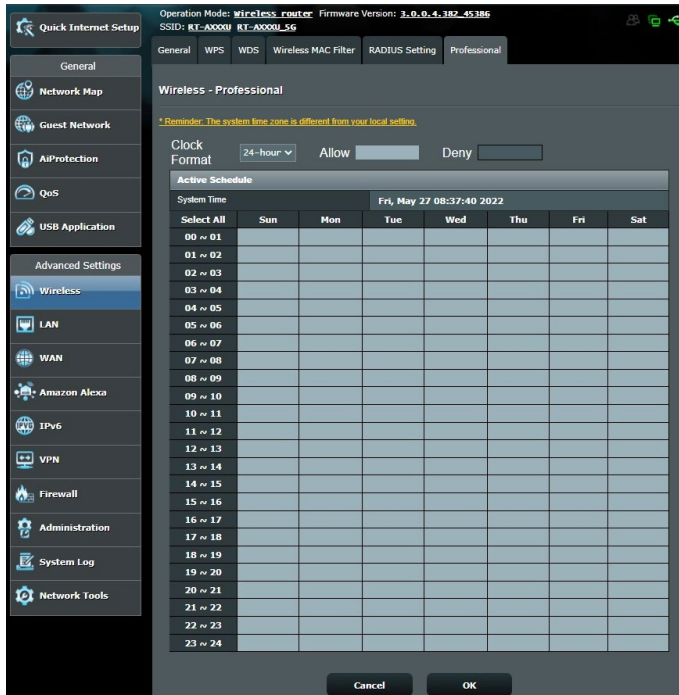 Quick Internet Setup
General
Network Map
Guest Network
AiProtection
QoS
USB Application
Advanced Settings
Wireless
LAN
WAN
Amazon Alexa
IPv6
VPN
Firewall
Administration
System Log
Network Tools
Operation Mode: Wireless router Firmware Version: 3.0.0.4.382_45386
SSID: RT-AXXXU RT-AXXXU_5G
General WPS WDS Wireless MAC Filter RADIUS Setting Professional
Wireless - Professional
* Reminder: The system time zone is different from your local setting.
Clock Format 24-hour Allow Deny
Active Schedule
System Time Fri, May 27 08:37:40 2022
Select All Sun Mon Tue Wed Thu Fri Sat
00 ~ 01
01 ~ 02
02 ~ 03
03 ~ 04
04 ~ 05
05 ~ 06
06 ~ 07
07 ~ 08
08 ~ 09
09 ~ 10
10 ~ 11
11 ~ 12
12 ~ 13
13 ~ 14
14 ~ 15
15 ~ 16
16 ~ 17
17 ~ 18
18 ~ 19
19 ~ 20
20 ~ 21
21 ~ 22
22 ~ 23
23 ~ 24
Cancel OK